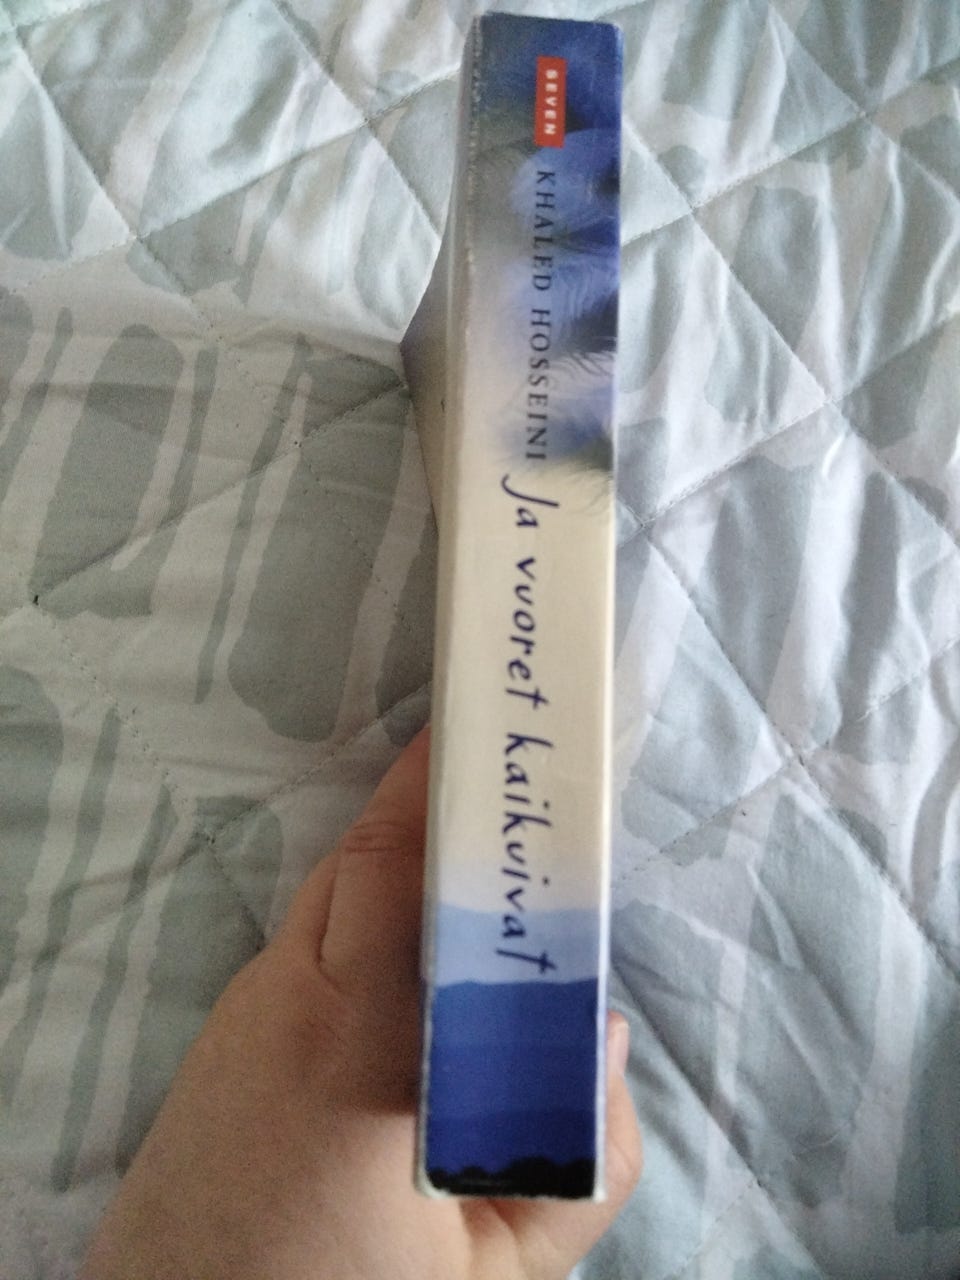 SEVEN
KHALED HOSSEINI
Ja vuoret kaikuivat